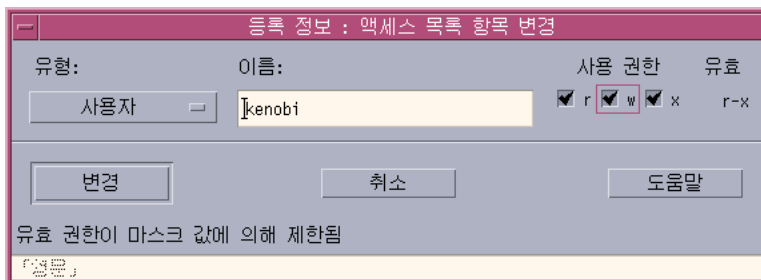 등록 정보 : 액세스 목록 항목 변경
유형: 이름: 사용 권한 유효
사용자 kenobi r w x r-x
변경 취소 도움말
유효 권한이 마스크 값에 의해 제한됨
「영문」